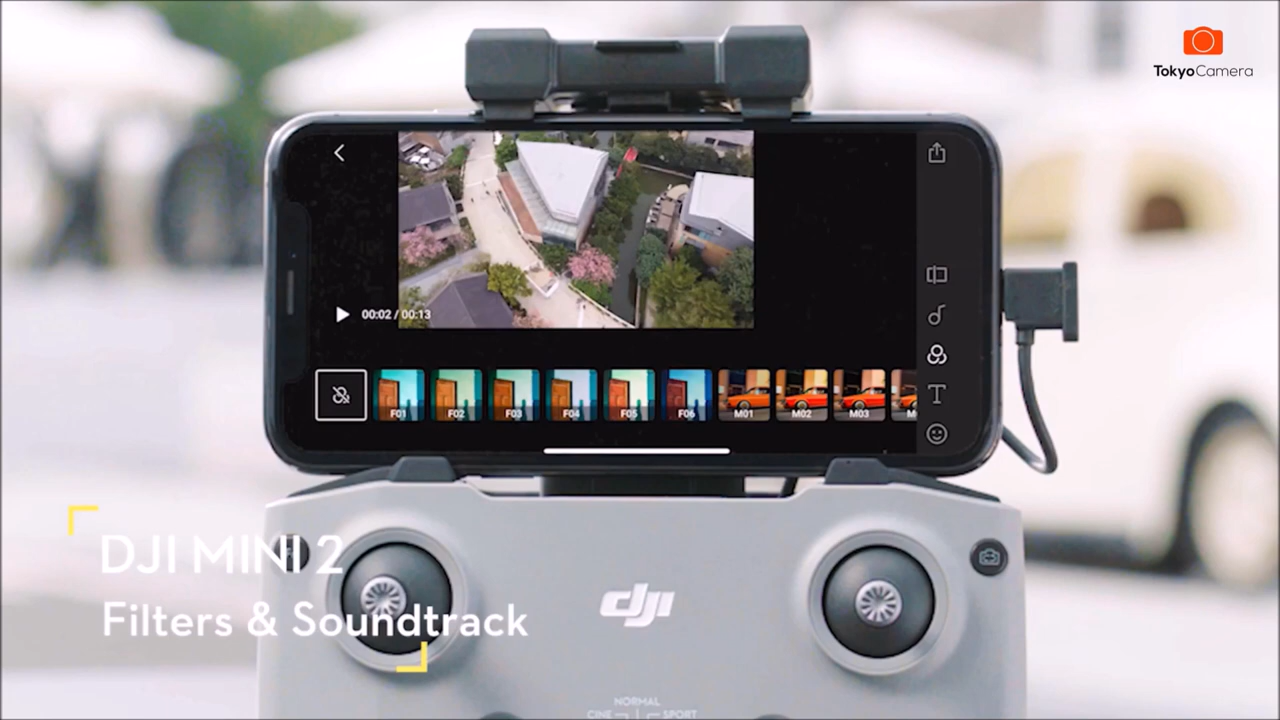 TokyoCamera
00:02 / 00:13
F01 F02 F03 F04 F05 F06 M01 M02 M03 M
T
DJI MINI 2
Filters & Soundtrack
dji
NORMAL
CINE SPORT